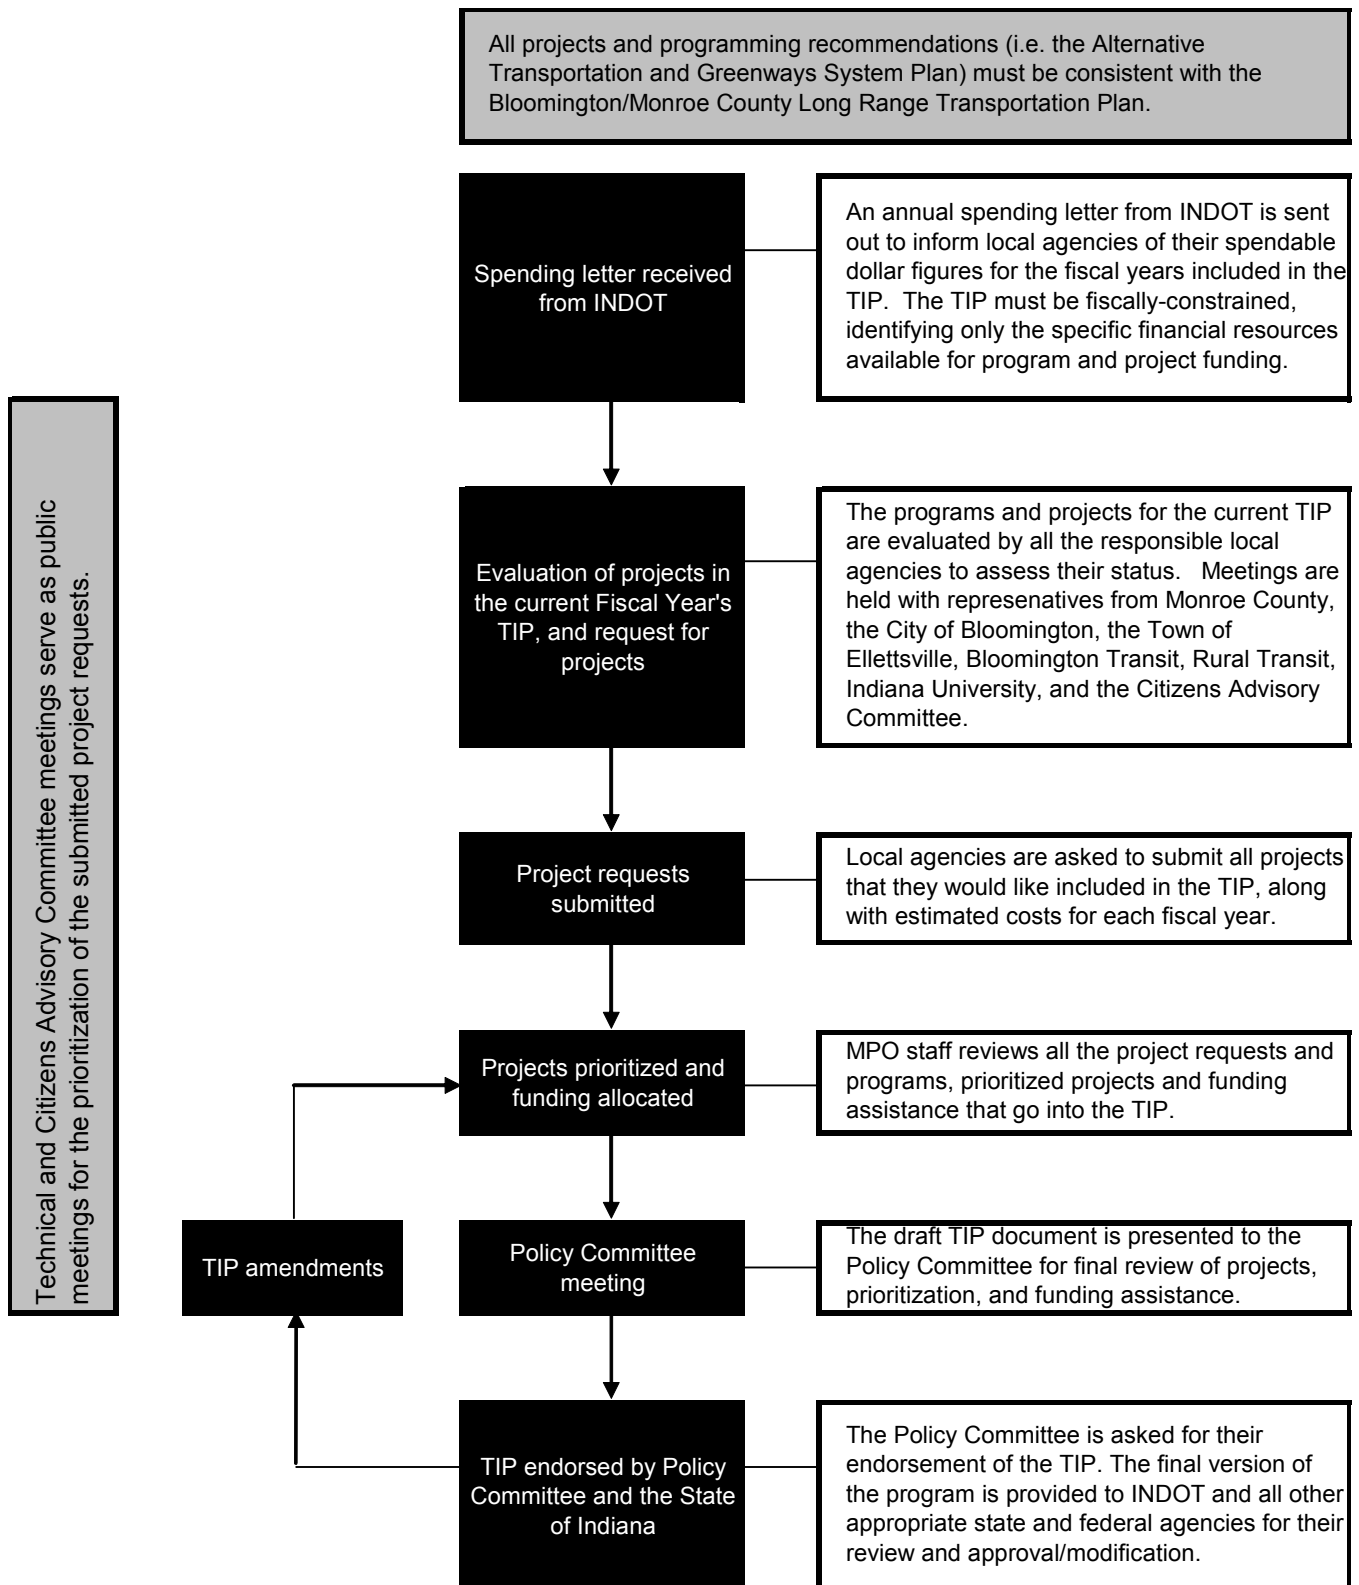 All projects and programming recommendations (i.e. the Alternative
Transportation and Greenways System Plan) must be consistent with the
Bloomington/Monroe County Long Range Transportation Plan.
Spending letter received
from INDOT
An annual spending letter from INDOT is sent
out to inform local agencies of their spendable
dollar figures for the fiscal years included in the
TIP.  The TIP must be fiscally-constrained,
identifying only the specific financial resources
available for program and project funding.
Technical and Citizens Advisory Committee meetings serve as public
meetings for the prioritization of the submitted project requests.
Evaluation of projects in
the current Fiscal Year's
TIP, and request for
projects
The programs and projects for the current TIP
are evaluated by all the responsible local
agencies to assess their status.   Meetings are
held with represenatives from Monroe County,
the City of Bloomington, the Town of
Ellettsville, Bloomington Transit, Rural Transit,
Indiana University, and the Citizens Advisory
Committee.
Project requests
submitted
Local agencies are asked to submit all projects
that they would like included in the TIP, along
with estimated costs for each fiscal year.
Projects prioritized and
funding allocated
MPO staff reviews all the project requests and
programs, prioritized projects and funding
assistance that go into the TIP.
TIP amendments
Policy Committee
meeting
The draft TIP document is presented to the
Policy Committee for final review of projects,
prioritization, and funding assistance.
TIP endorsed by Policy
Committee and the State
of Indiana
The Policy Committee is asked for their
endorsement of the TIP. The final version of
the program is provided to INDOT and all other
appropriate state and federal agencies for their
review and approval/modification.